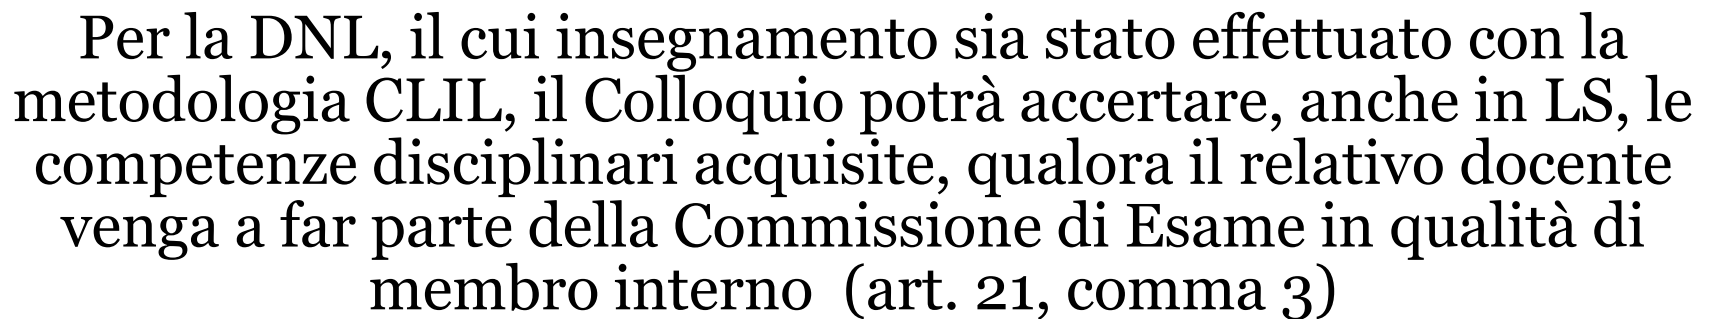 Per la DNL, il cui insegnamento sia stato effettuato con la
metodologia CLIL, il Colloquio potrà accertare, anche in LS, le
competenze disciplinari acquisite, qualora il relativo docente
venga a far parte della Commissione di Esame in qualità di
membro interno  (art. 21, comma 3)